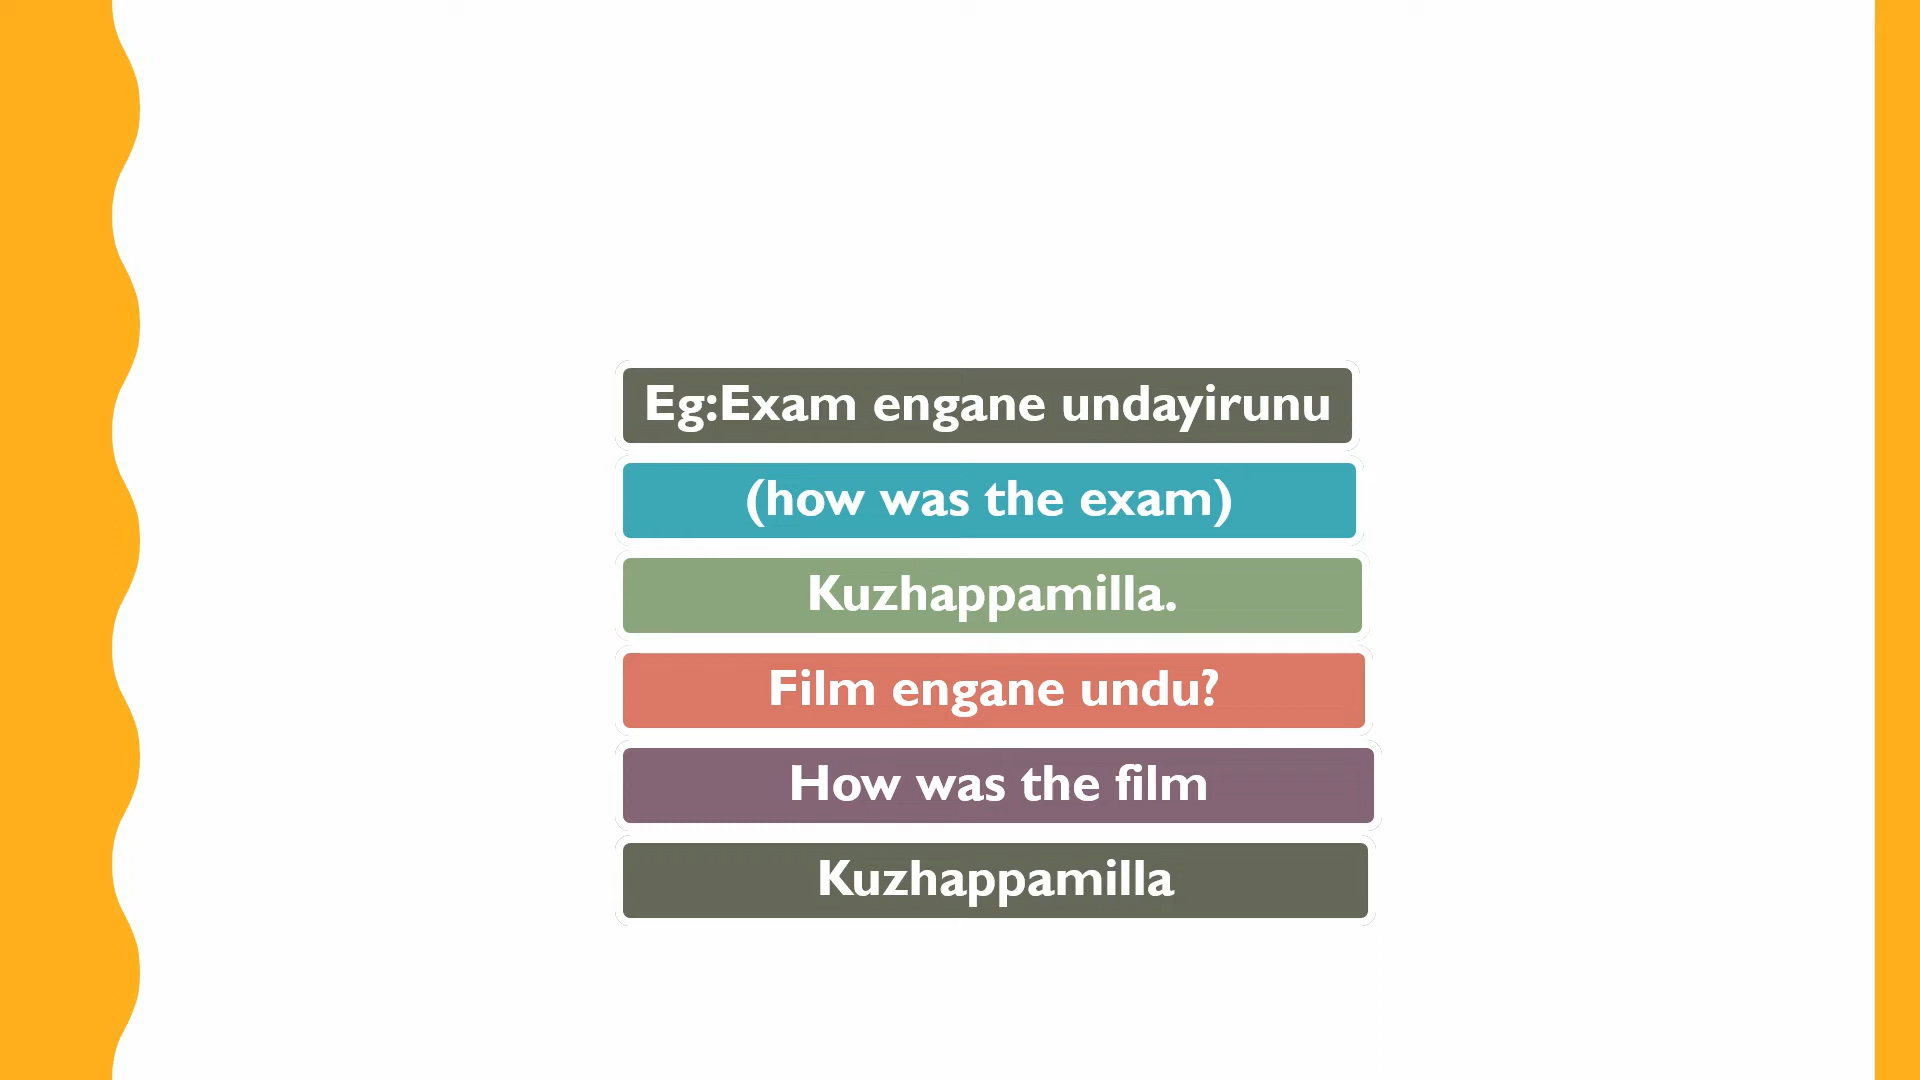 Eg:Exam engane undayirunu
(how was the exam)
Kuzhappamilla.
Film engane undu?
How was the film
Kuzhappamilla